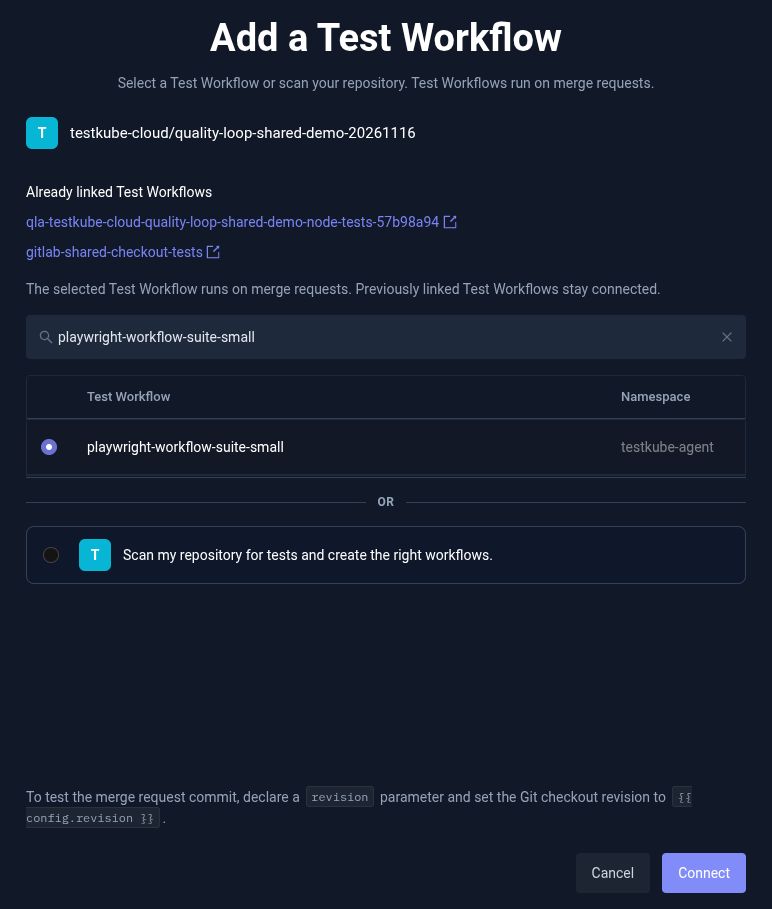 Add a Test Workflow
Select a Test Workflow or scan your repository. Test Workflows run on merge requests.
T
testkube-cloud/quality-loop-shared-demo-20261116
Already linked Test Workflows
qla-testkube-cloud-quality-loop-shared-demo-node-tests-57b98a94
gitlab-shared-checkout-tests
The selected Test Workflow runs on merge requests. Previously linked Test Workflows stay connected.
playwright-workflow-suite-small
Test Workflow Namespace
playwright-workflow-suite-small testkube-agent
OR
T Scan my repository for tests and create the right workflows.
To test the merge request commit, declare a revision parameter and set the Git checkout revision to {{
config.revision }} .
Cancel Connect